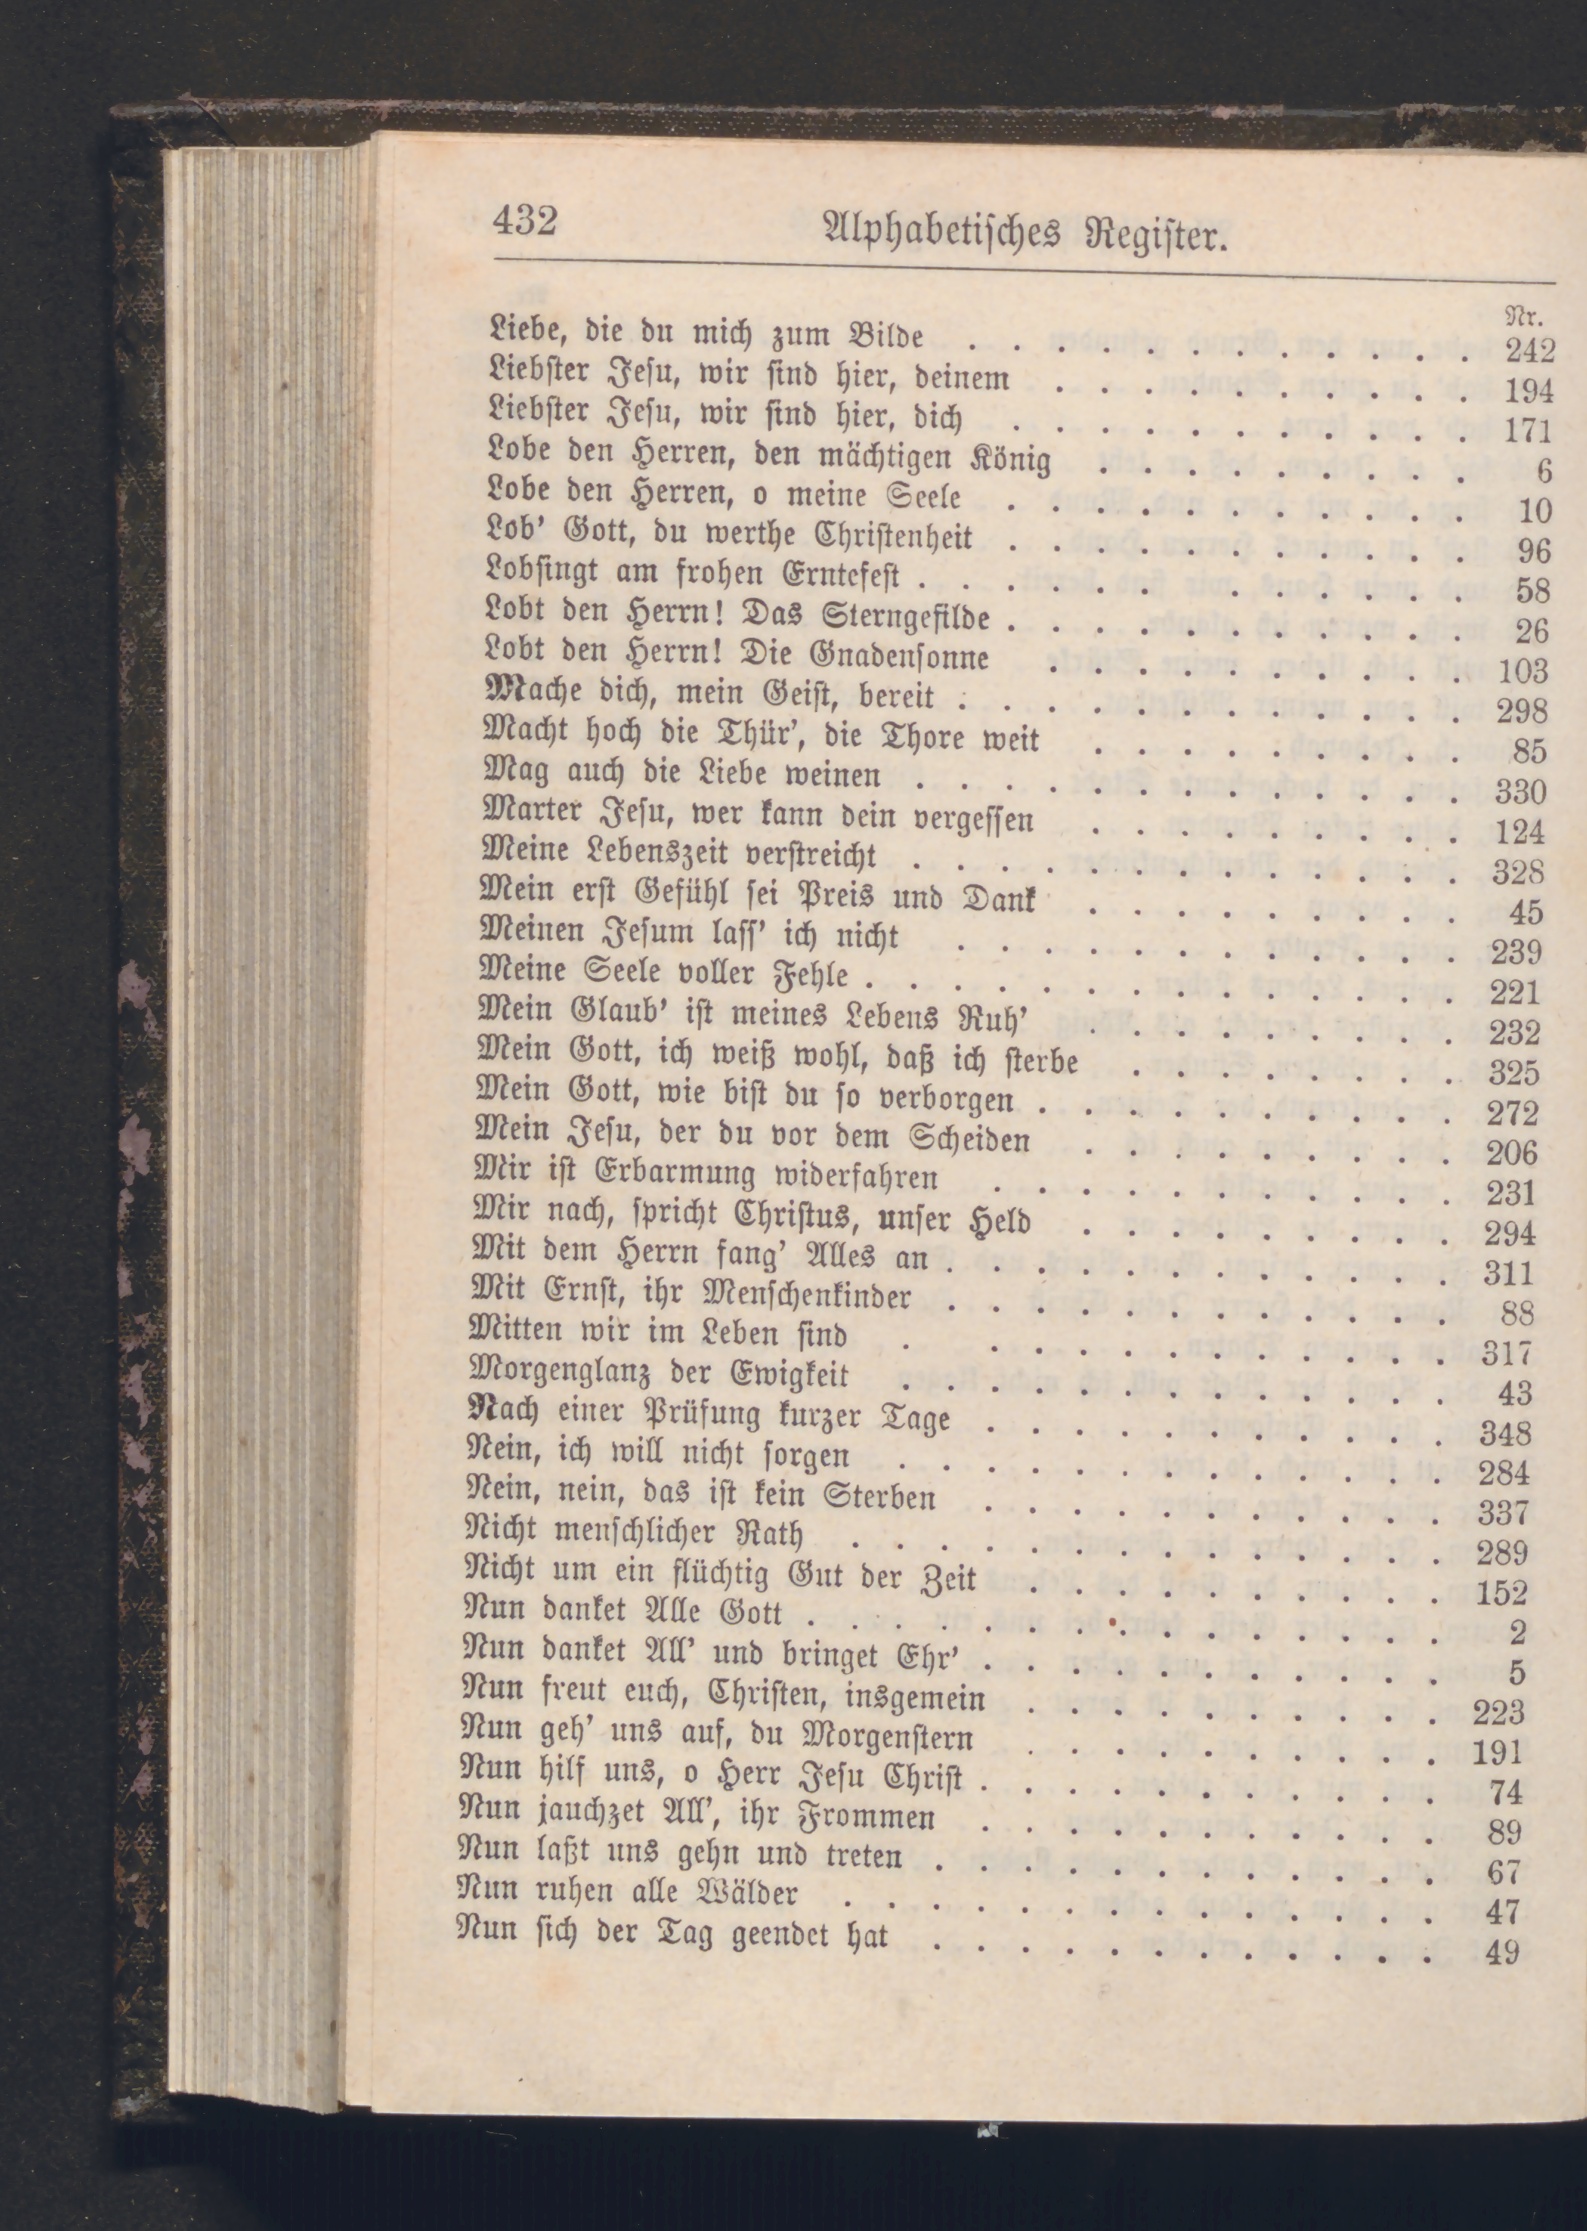 432 Alphabetisches Register.
Nr.
Liebe, die du mich zum Bilde . . . . . . . . . . . . 242
Liebster Jesu, wir sind hier, deinem . . . . . . . . . . 194
Liebster Jesu, wir sind hier, dich . . . . . . . . . . . 171
Lobe den Herren, den mächtigen König . . . . . . . . . 6
Lobe den Herren, o meine Seele . . . . . . . . . . . 10
Lob' Gott, du werthe Christenheit . . . . . . . . . . . 96
Lobsingt am frohen Erntefest . . . . . . . . . . . . 58
Lobt den Herrn! Das Sterngefilde . . . . . . . . . . . 26
Lobt den Herrn! Die Gnadensonne . . . . . . . . . . 103
Mache dich, mein Geist, bereit . . . . . . . . . . . . 298
Macht hoch die Thür', die Thore weit . . . . . . . . . 85
Mag auch die Liebe weinen . . . . . . . . . . . . . 330
Marter Jesu, wer kann dein vergessen . . . . . . . . . 124
Meine Lebenszeit verstreicht . . . . . . . . . . . . . 328
Mein erst Gefühl sei Preis und Dank . . . . . . . . . 45
Meinen Jesum lass' ich nicht . . . . . . . . . . . . 239
Meine Seele voller Fehle . . . . . . . . . . . . . . 221
Mein Glaub' ist meines Lebens Ruh' . . . . . . . . . 232
Mein Gott, ich weiß wohl, daß ich sterbe . . . . . . . . 325
Mein Gott, wie bist du so verborgen . . . . . . . . . . 272
Mein Jesu, der du vor dem Scheiden . . . . . . . . . 206
Mir ist Erbarmung widerfahren . . . . . . . . . . . 231
Mir nach, spricht Christus, unser Held . . . . . . . . . 294
Mit dem Herrn fang' Alles an . . . . . . . . . . . . 311
Mit Ernst, ihr Menschenkinder . . . . . . . . . . . . 88
Mitten wir im Leben sind . . . . . . . . . . . . 317
Morgenglanz der Ewigkeit . . . . . . . . . . . . . 43
Nach einer Prüfung kurzer Tage . . . . . . . . . . . 348
Nein, ich will nicht sorgen . . . . . . . . . . . . . 284
Nein, nein, das ist kein Sterben . . . . . . . . . . . 337
Nicht menschlicher Rath . . . . . . . . . . . . . . 289
Nicht um ein flüchtig Gut der Zeit . . . . . . . . . . 152
Nun danket Alle Gott . . . . . . . . . . . . . . . 2
Nun danket All' und bringet Ehr' . . . . . . . . . . . 5
Nun freut euch, Christen, insgemein . . . . . . . . . . 223
Nun geh' uns auf, du Morgenstern . . . . . . . . . . 191
Nun hilf uns, o Herr Jesu Christ . . . . . . . . . . . 74
Nun jauchzet All', ihr Frommen . . . . . . . . . . . 89
Nun laßt uns gehn und treten . . . . . . . . . . . . 67
Nun ruhen alle Wälder . . . . . . . . . . . . . . 47
Nun sich der Tag geendet hat . . . . . . . . . . . . 49